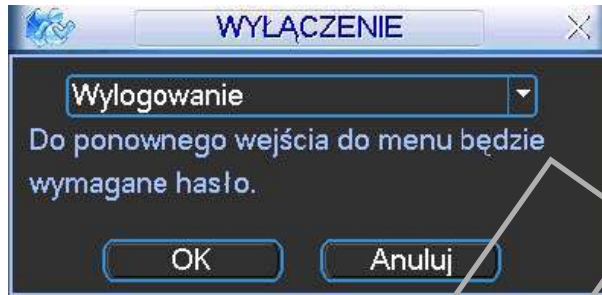 WYŁĄCZENIE
Wylogowanie
Do ponownego wejścia do menu będzie
wymagane hasło.
OK Anuluj